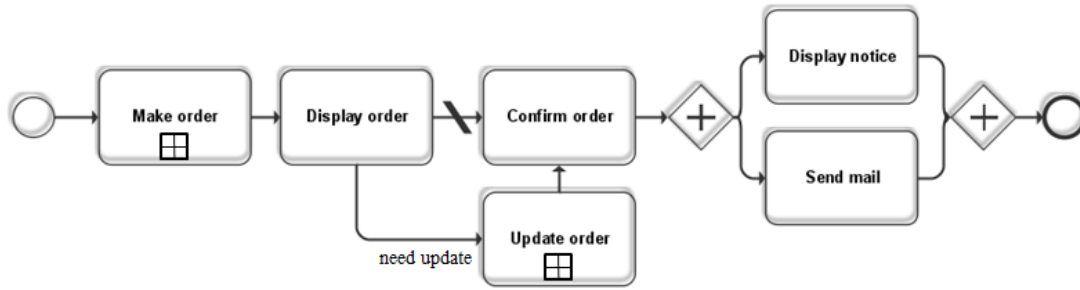 Make order
Display order
Confirm order
Display notice
Send mail
Update order
need update